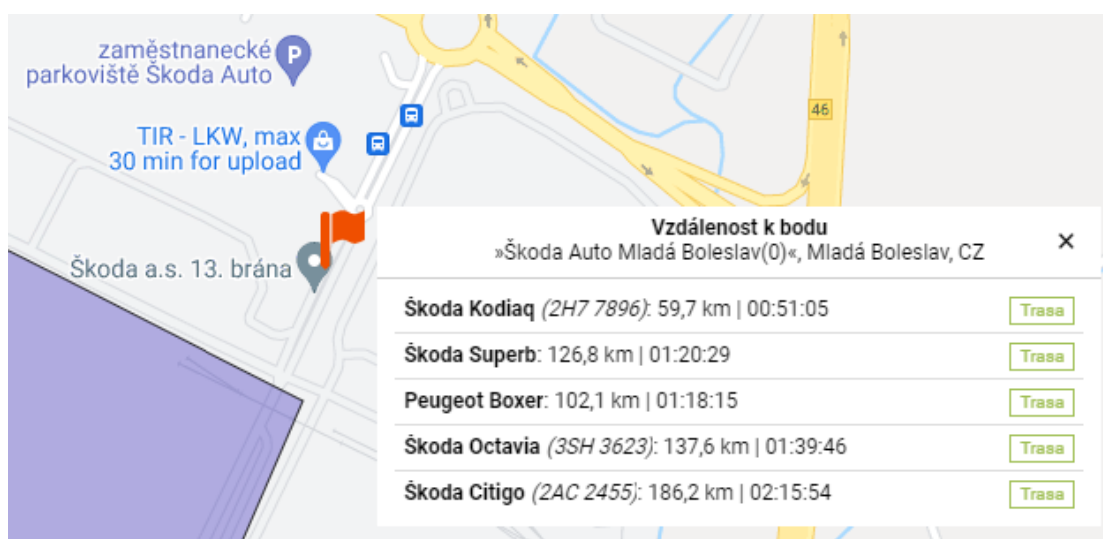 zaměstnanecké
parkoviště Škoda Auto
P
TIR - LKW, max
30 min for upload
46
Škoda a.s. 13. brána
Vzdálenost k bodu
»Škoda Auto Mladá Boleslav(0)«, Mladá Boleslav, CZ
Škoda Kodiaq (2H7 7896): 59,7 km | 00:51:05 Trasa
Škoda Superb: 126,8 km | 01:20:29 Trasa
Peugeot Boxer: 102,1 km | 01:18:15 Trasa
Škoda Octavia (3SH 3623): 137,6 km | 01:39:46 Trasa
Škoda Citigo (2AC 2455): 186,2 km | 02:15:54 Trasa